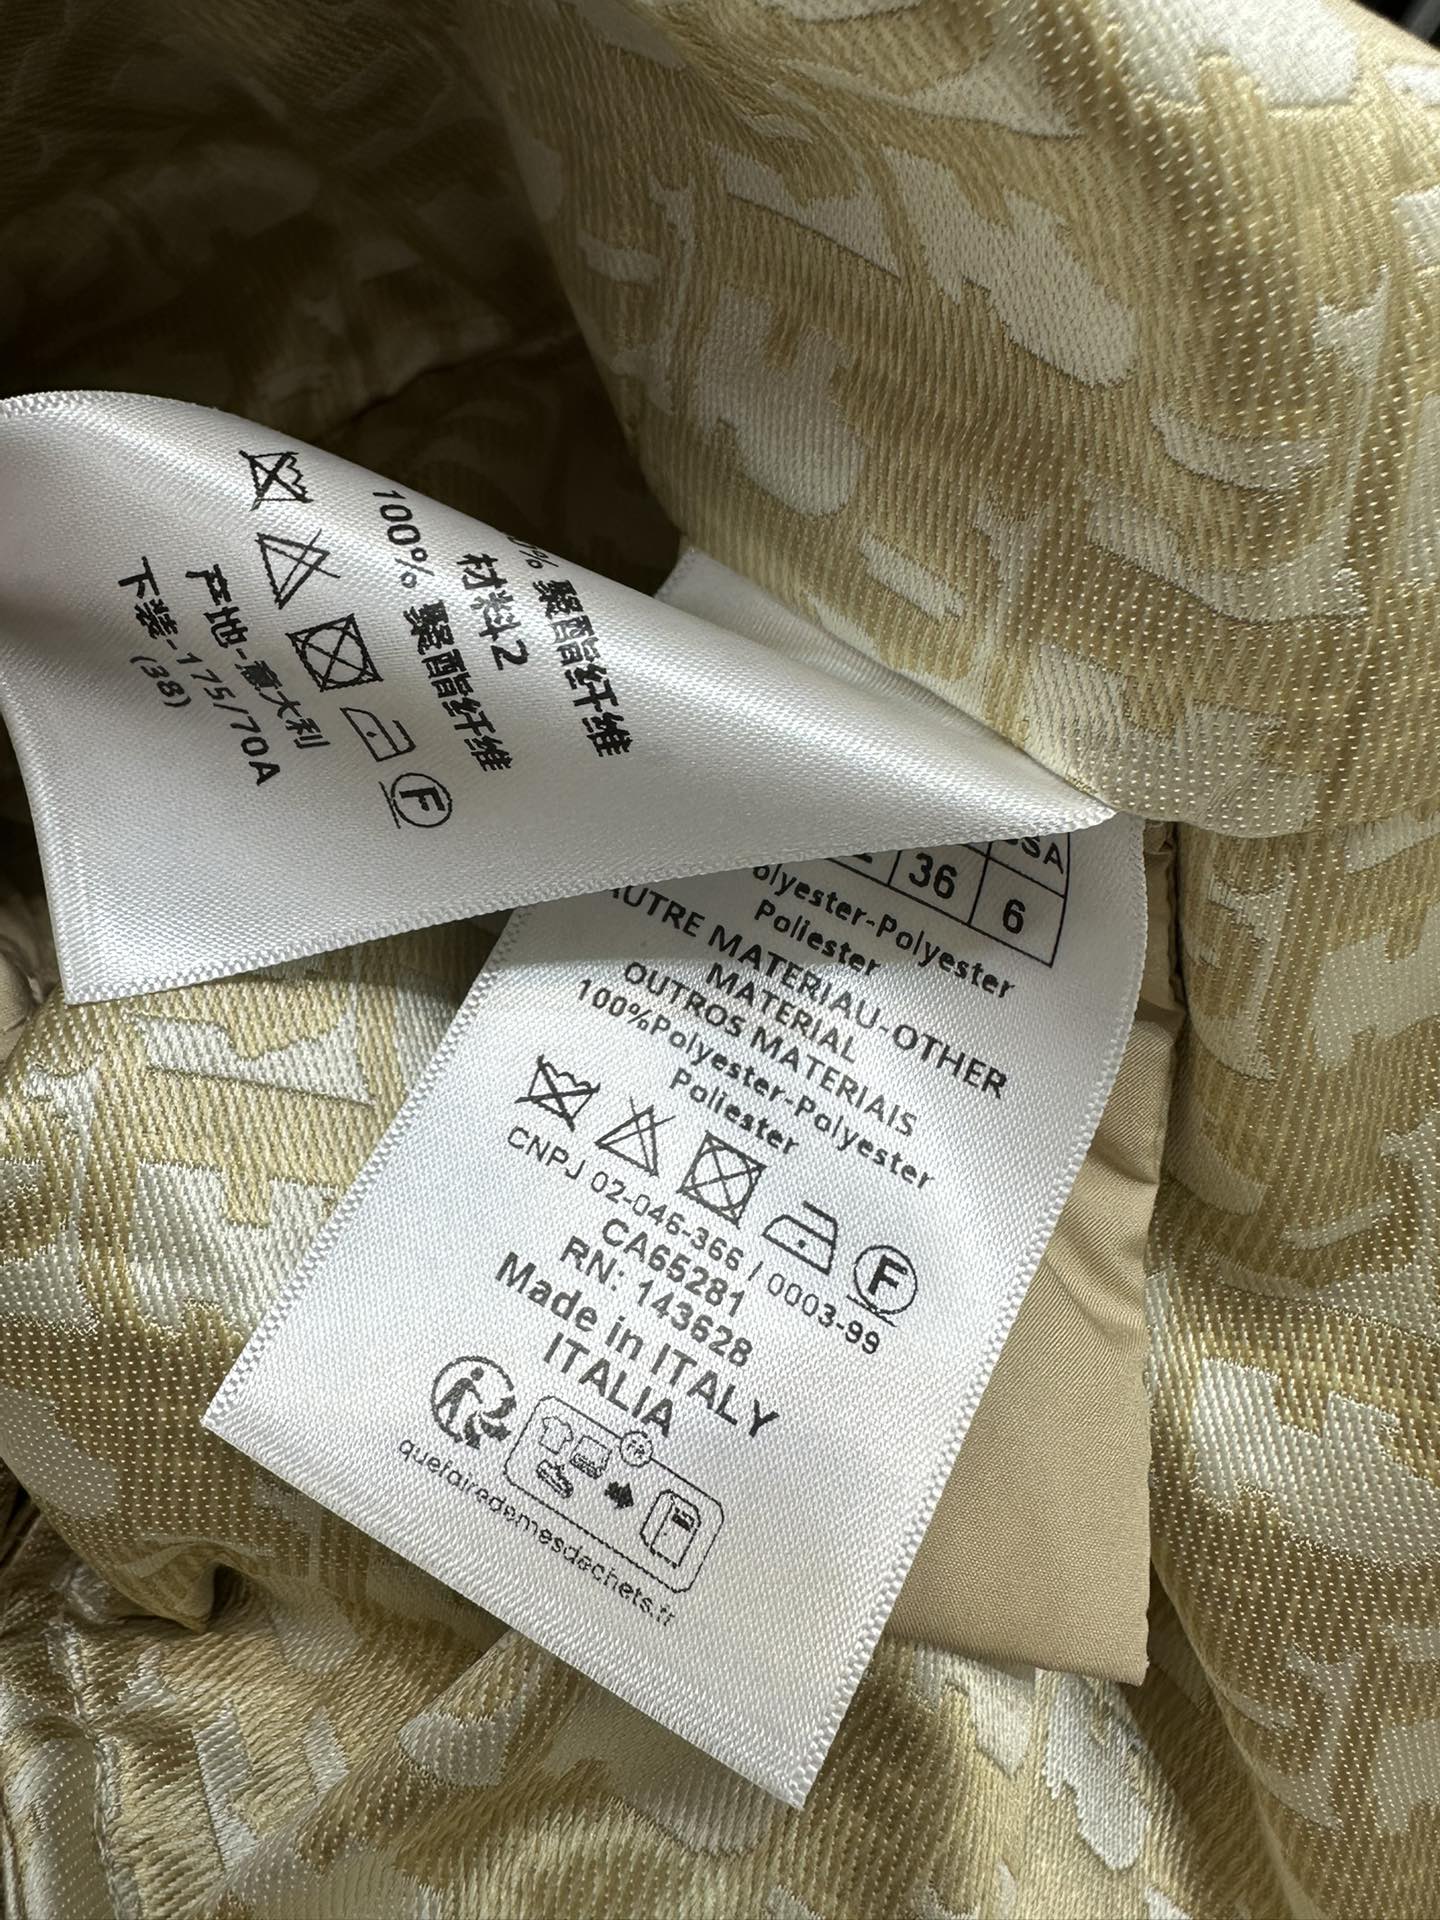 % 聚酯纤维
材料2
100% 聚酯纤维
产地-意大利
下装-175/70A
(38)
36
6
Polyester-Polyester
Poliester
AUTRE MATERIAU-OTHER
MATERIAL
OUTROS MATERIAIS
100%Polyester-Polyester
Poliester
F
CNPJ 02-046-366 / 0003-99
CA65281
RN: 143628
Made in ITALY
ITALIA
FR
quefairedemesdechets.fr